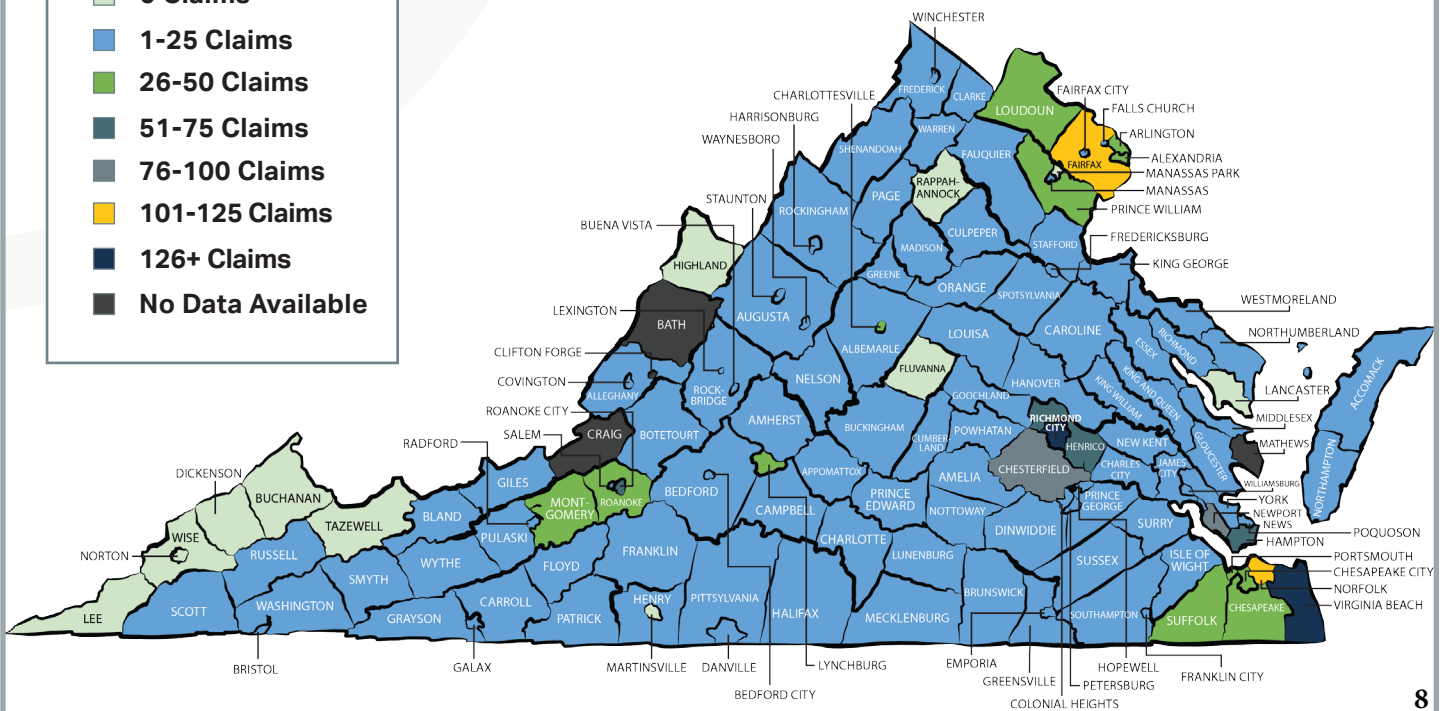 0 Claims
1-25 Claims
26-50 Claims
51-75 Claims
76-100 Claims
101-125 Claims
126+ Claims
No Data Available
WINCHESTER
FREDERICK
CLARKE
LOUDOUN
FAIRFAX CITY
FALLS CHURCH
ARLINGTON
ALEXANDRIA
MANASSAS PARK
MANASSAS
PRINCE WILLIAM
FAIRFAX
CHARLOTTESVILLE
HARRISONBURG
WAYNESBORO
STAUNTON
BUENA VISTA
WARREN
SHENANDOAH
FAUQUIER
RAPPAH-
ANNOCK
PAGE
ROCKINGHAM
CULPEPER
MADISON
STAFFORD
FREDERICKSBURG
KING GEORGE
HIGHLAND
GREENE
ORANGE
SPOTSYLVANIA
WESTMORELAND
LEXINGTON
BATH
AUGUSTA
LOUISA
CAROLINE
ESSEX
RICHMOND
NORTHUMBERLAND
CLIFTON FORGE
ALBEMARLE
FLUVANNA
NELSON
COVINGTON
ALLEGHANY
ROCK-
BRIDGE
GOOCHLAND
HANOVER
KING WILLIAM
KING AND QUEEN
LANCASTER
ACCOMACK
ROANOKE CITY
SALEM
RADFORD
CRAIG
BOTETOURT
AMHERST
BUCKINGHAM
CUMBER-
LAND
POWHATAN
RICHMOND
CITY
HENRICO
NEW KENT
MIDDLESEX
MATHEWS
GLOUCESTER
DICKENSON
BUCHANAN
TAZEWELL
GILES
BLAND
MONT-
GOMERY
ROANOKE
BEDFORD
APPOMATTOX
AMELIA
CHESTERFIELD
CHARLES
CITY
JAMES
CITY
WILLIAMSBURG
YORK
NEWPORT
NEWS
HAMPTON
POQUOSON
NORTHAMPTON
CAMPBELL
PRINCE
EDWARD
NOTTOWAY
PRINCE
GEORGE
SURRY
WISE
NORTON
RUSSELL
PULASKI
WYTHE
SMYTH
FLOYD
FRANKLIN
CHARLOTTE
LUNENBURG
DINWIDDIE
SUSSEX
ISLE OF
WIGHT
PORTSMOUTH
CHESAPEAKE CITY
NORFOLK
VIRGINIA BEACH
LEE
SCOTT
WASHINGTON
GRAYSON
CARROLL
PATRICK
HENRY
PITTSYLVANIA
HALIFAX
MECKLENBURG
BRUNSWICK
SOUTHAMPTON
SUFFOLK
CHESAPEAKE
BRISTOL
GALAX
MARTINSVILLE
DANVILLE
BEDFORD CITY
LYNCHBURG
EMPORIA
GREENSVILLE
COLONIAL HEIGHTS
PETERSBURG
HOPEWELL
FRANKLIN CITY
8